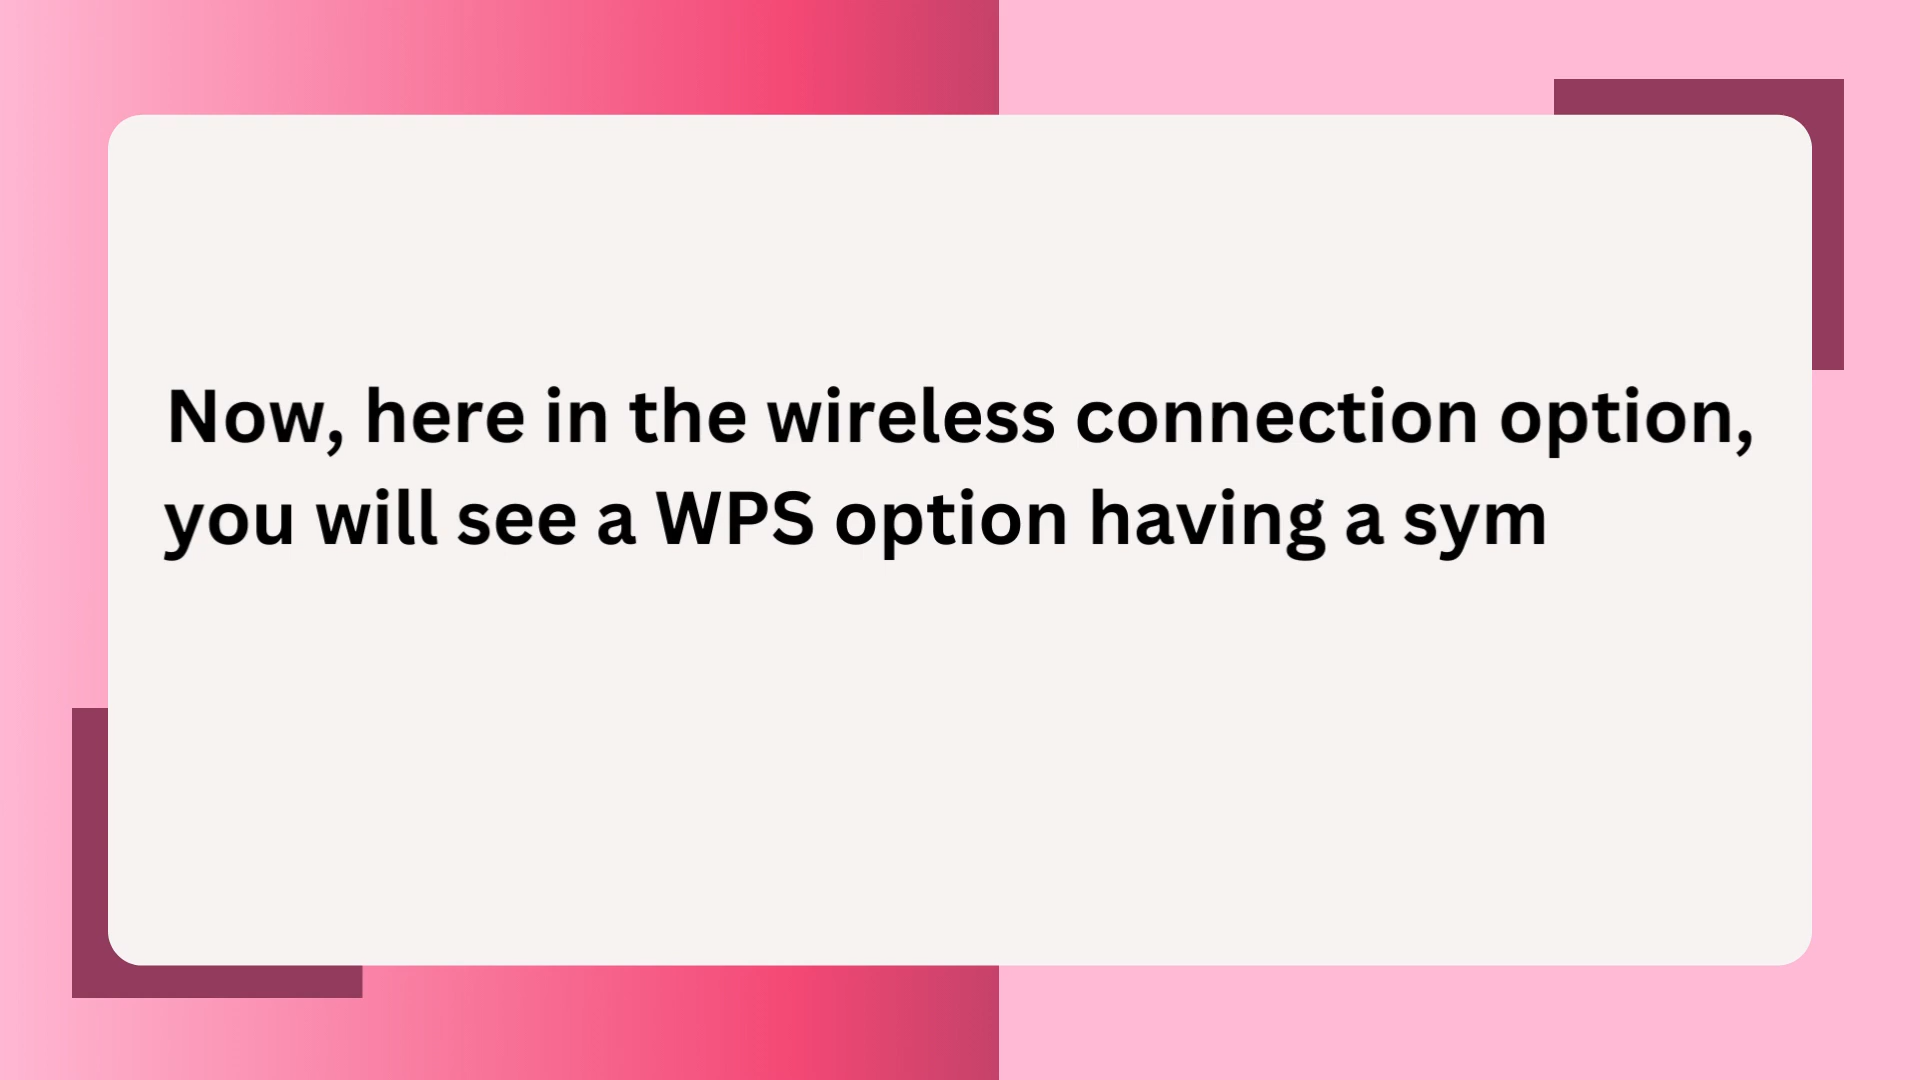 Now, here in the wireless connection option,
you will see a WPS option having a sym